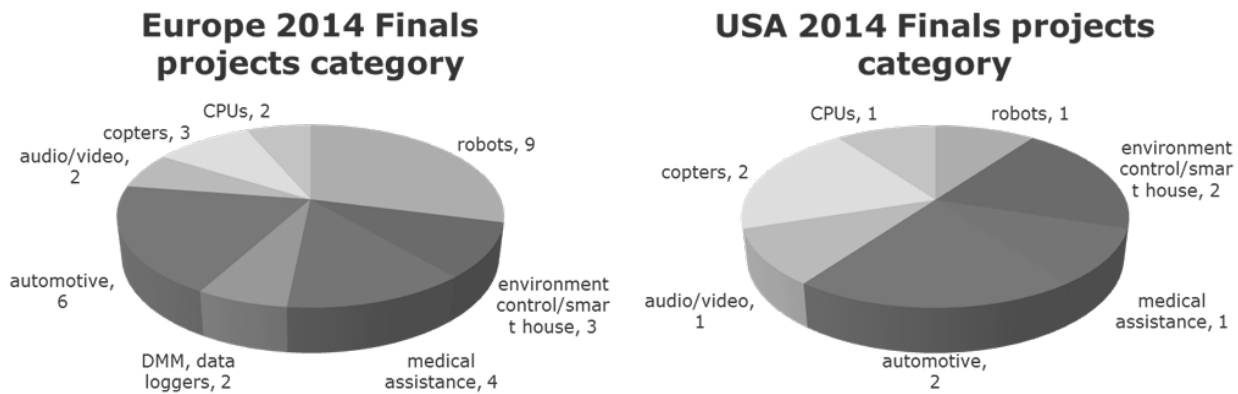 Europe 2014 Finals
projects category
CPUs, 2
copters, 3
audio/video,
2
automotive,
6
DMM, data
loggers, 2
medical
assistance, 4
environment
control/smar
t house, 3
robots, 9
USA 2014 Finals projects
category
CPUs, 1
robots, 1
copters, 2
environment
control/smar
t house, 2
audio/video,
1
automotive,
2
medical
assistance, 1